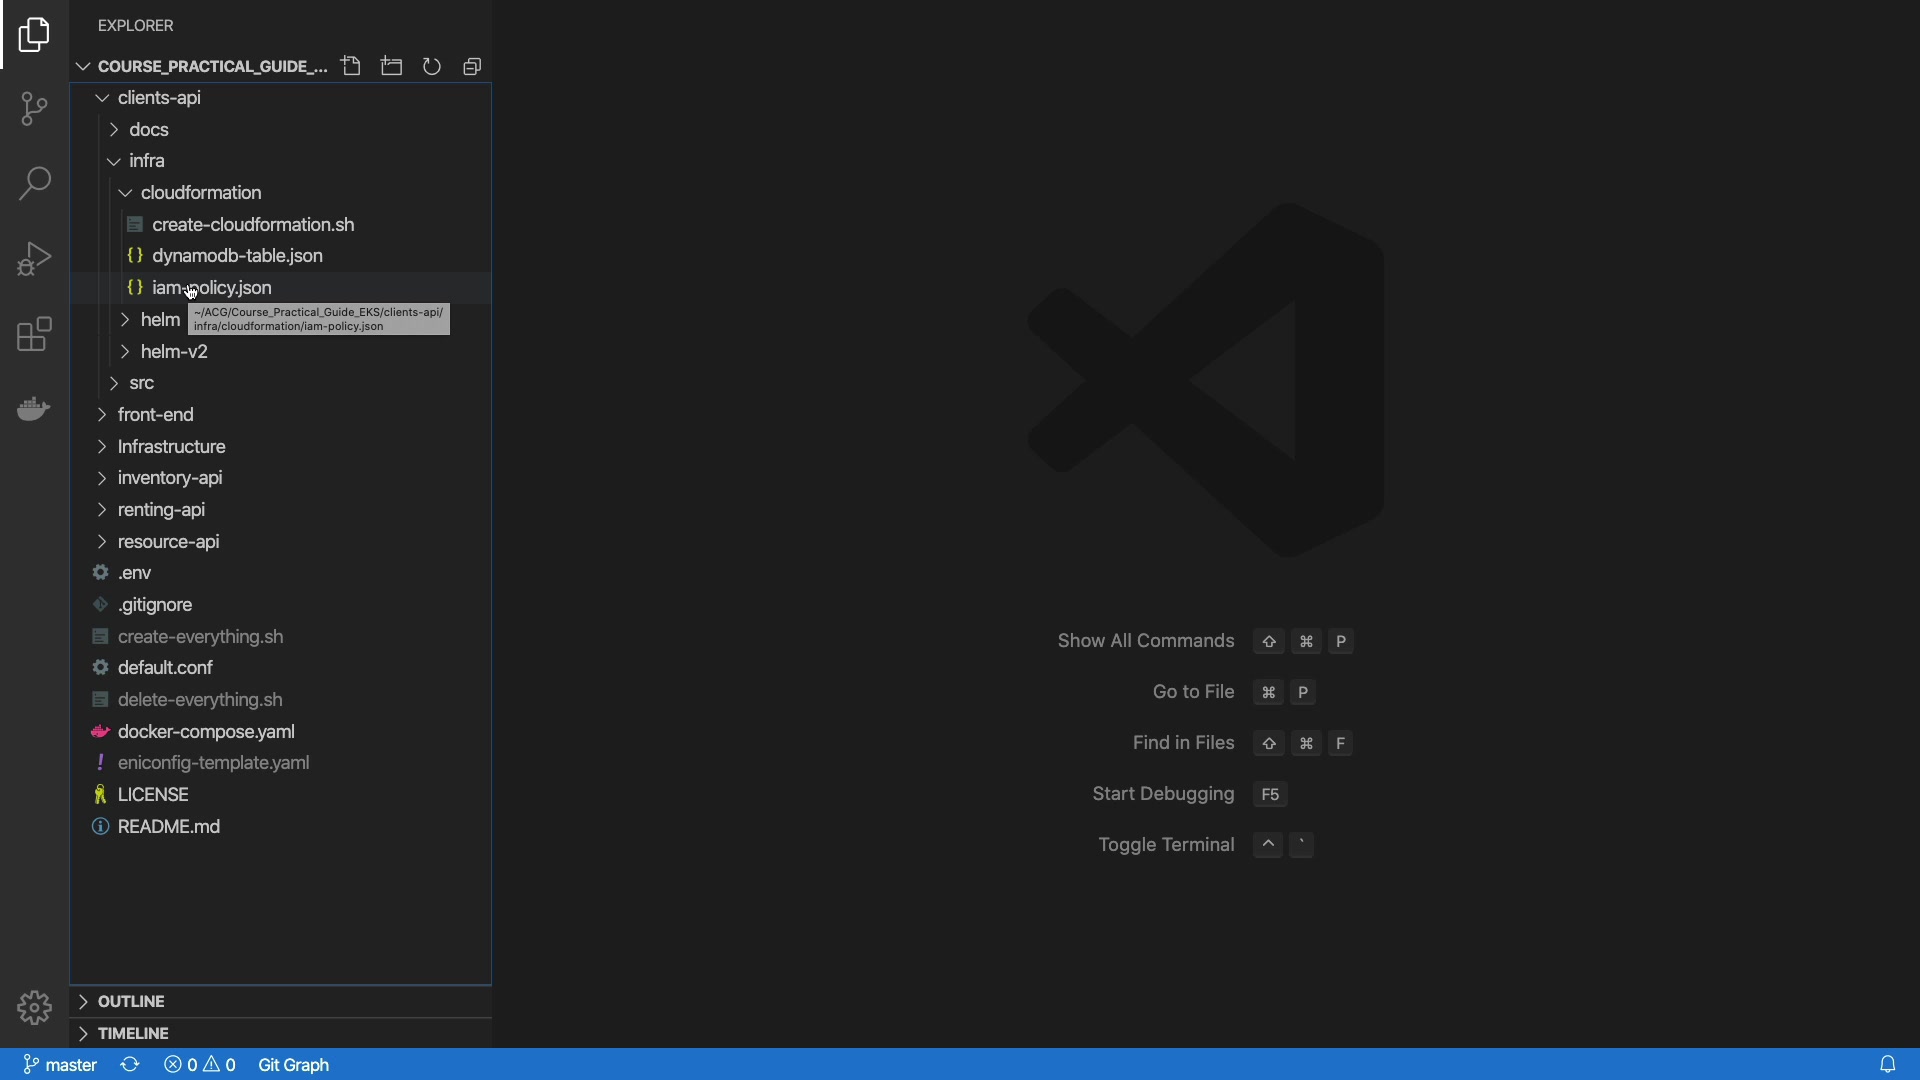 EXPLORER
COURSE_PRACTICAL_GUIDE_...
clients-api
docs
infra
cloudformation
create-cloudformation.sh
{} dynamodb-table.json
{} iam-policy.json
~/ACG/Course_Practical_Guide_EKS/clients-api/
infra/cloudformation/iam-policy.json
helm
helm-v2
src
front-end
Infrastructure
inventory-api
renting-api
resource-api
.env
.gitignore
create-everything.sh
default.conf
delete-everything.sh
docker-compose.yaml
! eniconfig-template.yaml
LICENSE
README.md
OUTLINE
TIMELINE
Show All Commands ⇧ ⌘ P
Go to File ⌘ P
Find in Files ⇧ ⌘ F
Start Debugging F5
Toggle Terminal ^ `
master 0 0 Git Graph